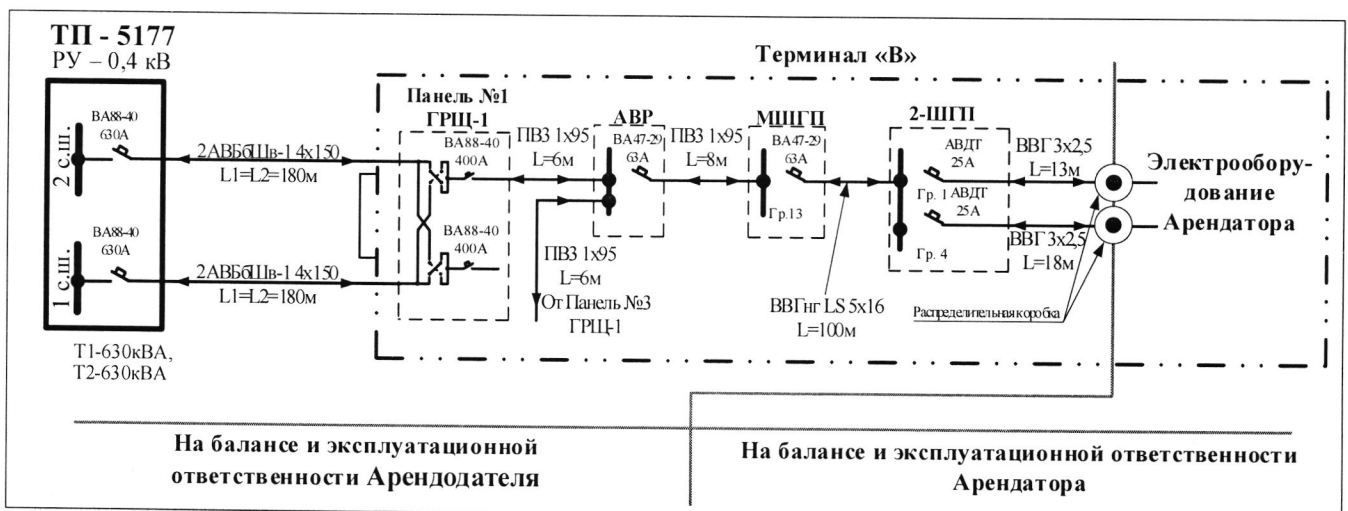 ТП - 5177
РУ – 0,4 кВ
2 с.ш.
ВА88-40
630А
1 с.ш.
ВА88-40
630А
Т1-630кВА,
Т2-630кВА
2АВБбШв-1 4х150
L1=L2=180м
2АВБбШв-1 4х150
L1=L2=180м
Терминал «В»
Панель №1
ГРЩ-1
ВА88-40
400А
ВА88-40
400А
ПВ3 1х95
L=6м
ПВ3 1х95
L=6м
От Панель №3
ГРЩ-1
АВР
ВА47-29
63А
ПВ3 1х95
L=8м
МЩГП
ВА47-29
63А
Гр.13
ВВГнг LS 5х16
L=100м
2-ЩГП
АВДТ
25А
Гр. 1
АВДТ
25А
Гр. 4
ВВГ 3х2,5
L=13м
ВВГ 3х2,5
L=18м
Распределительная коробка
Электрообору-
дование
Арендатора
На балансе и эксплуатационной
ответственности Арендодателя
На балансе и эксплуатационной ответственности
Арендатора